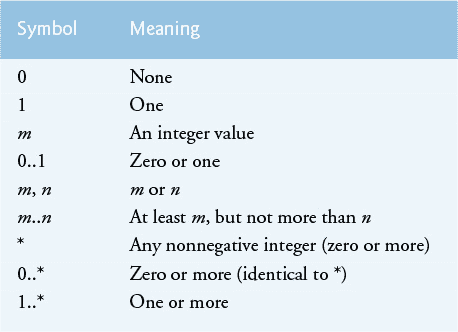 Symbol Meaning
0 None
1 One
m An integer value
0..1 Zero or one
m, n m or n
m..n At least m, but not more than n
* Any nonnegative integer (zero or more)
0..* Zero or more (identical to *)
1..* One or more